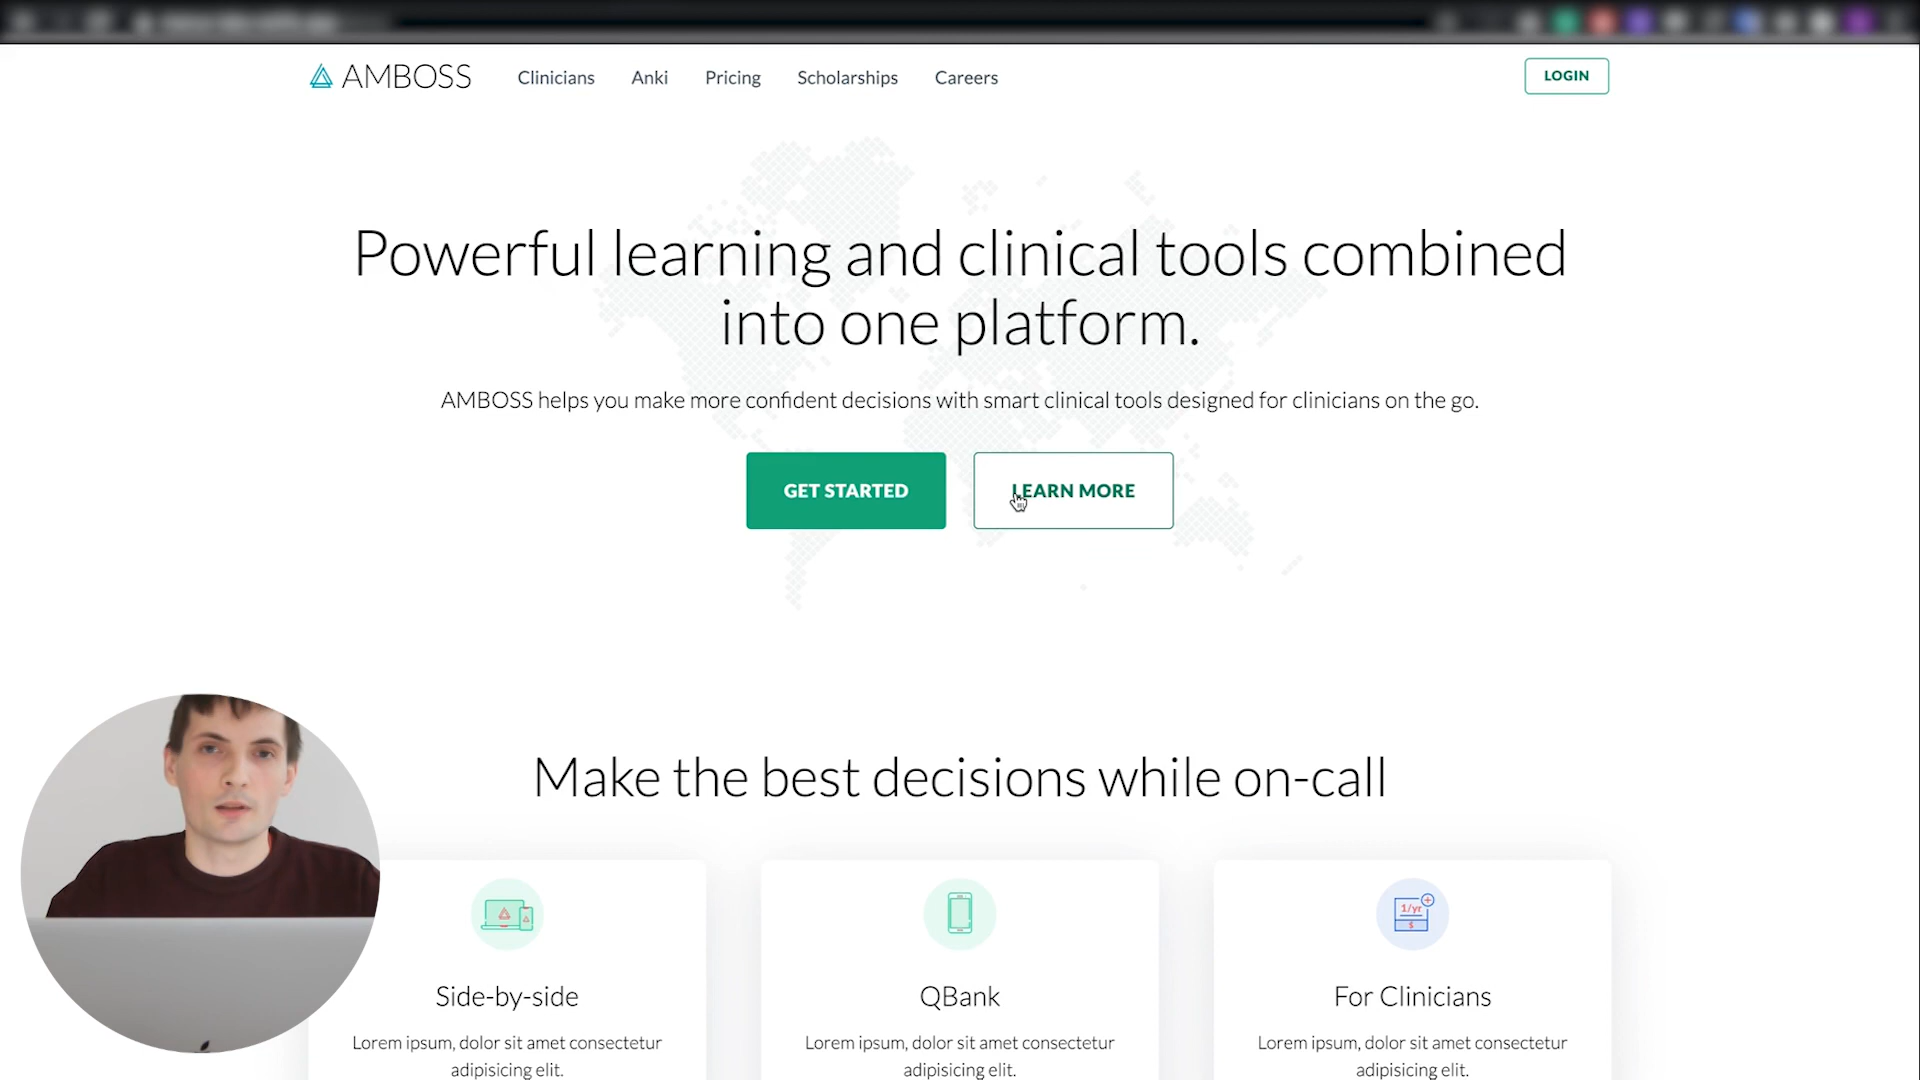 AMBOSS
Clinicians
Anki
Pricing
Scholarships
Careers
LOGIN
Powerful learning and clinical tools combined
into one platform.
AMBOSS helps you make more confident decisions with smart clinical tools designed for clinicians on the go.
GET STARTED
LEARN MORE
Make the best decisions while on-call
Side-by-side
Lorem ipsum, dolor sit amet consectetur
adipisicing elit.
QBank
Lorem ipsum, dolor sit amet consectetur
adipisicing elit.
1/yr
$
For Clinicians
Lorem ipsum, dolor sit amet consectetur
adipisicing elit.